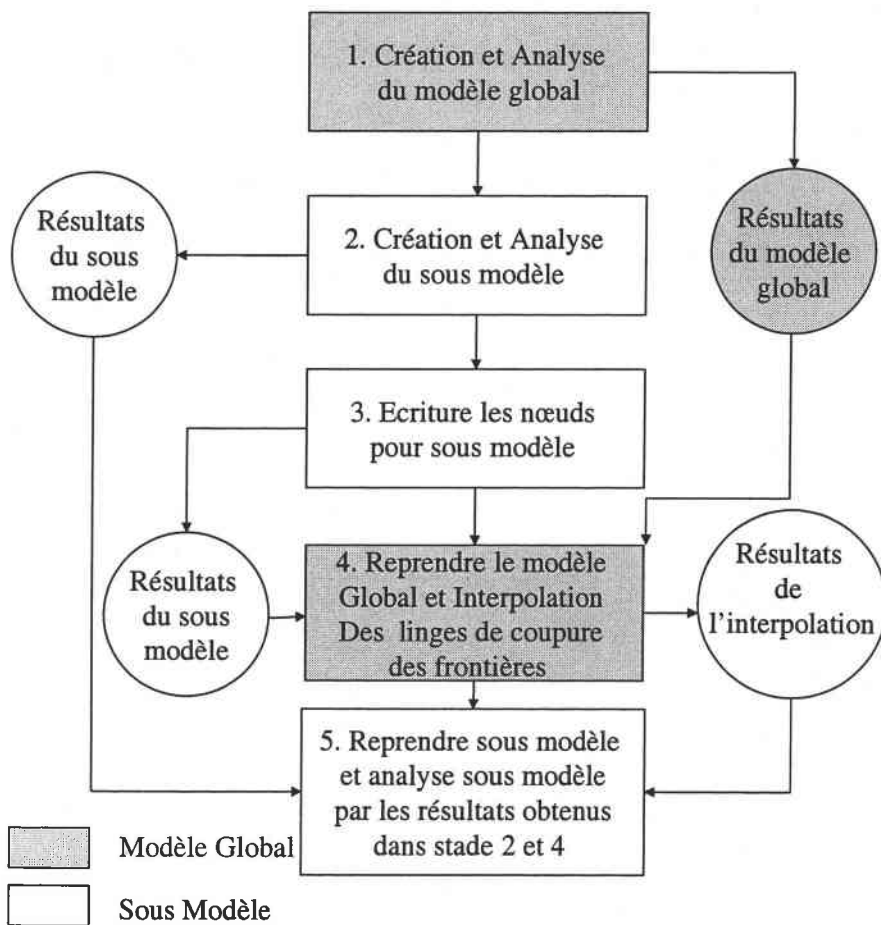 1. Création et Analyse
du modèle global
Résultats
du sous
modèle
2. Création et Analyse
du sous modèle
Résultats
du modèle
global
3. Ecriture les nœuds
pour sous modèle
Résultats
du sous
modèle
4. Reprendre le modèle
Global et Interpolation
Des linges de coupure
des frontières
Résultats
de
l'interpolation
5. Reprendre sous modèle
et analyse sous modèle
par les résultats obtenus
dans stade 2 et 4
Modèle Global
Sous Modèle